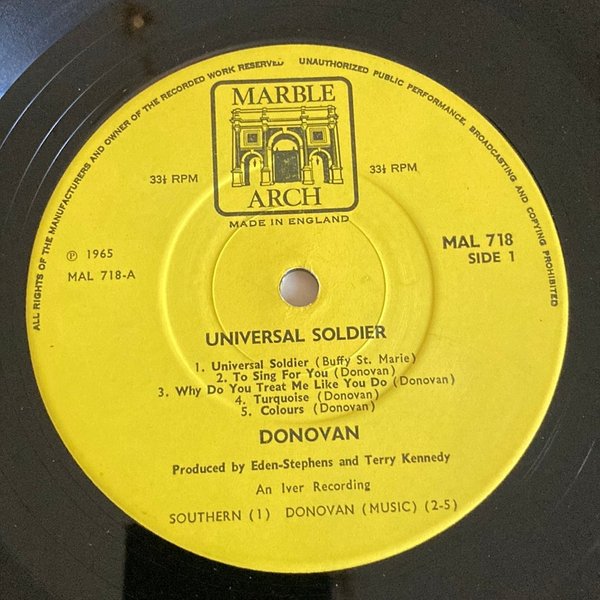 ALL RIGHTS OF THE MANUFACTURERS AND OWNER OF THE RECORDED WORK RESERVED UNAUTHORIZED PUBLIC PERFORMANCE, BROADCASTING AND COPYING PROHIBITED
MARBLE
ARCH
33⅓ RPM
33⅓ RPM
MADE IN ENGLAND
℗ 1965
MAL 718-A
MAL 718
SIDE 1
UNIVERSAL SOLDIER
1. Universal Soldier (Buffy St. Marie)
2. To Sing For You (Donovan)
3. Why Do You Treat Me Like You Do (Donovan)
4. Turquoise (Donovan)
5. Colours (Donovan)
DONOVAN
Produced by Eden-Stephens and Terry Kennedy
An Iver Recording
SOUTHERN (1) DONOVAN (MUSIC) (2-5)